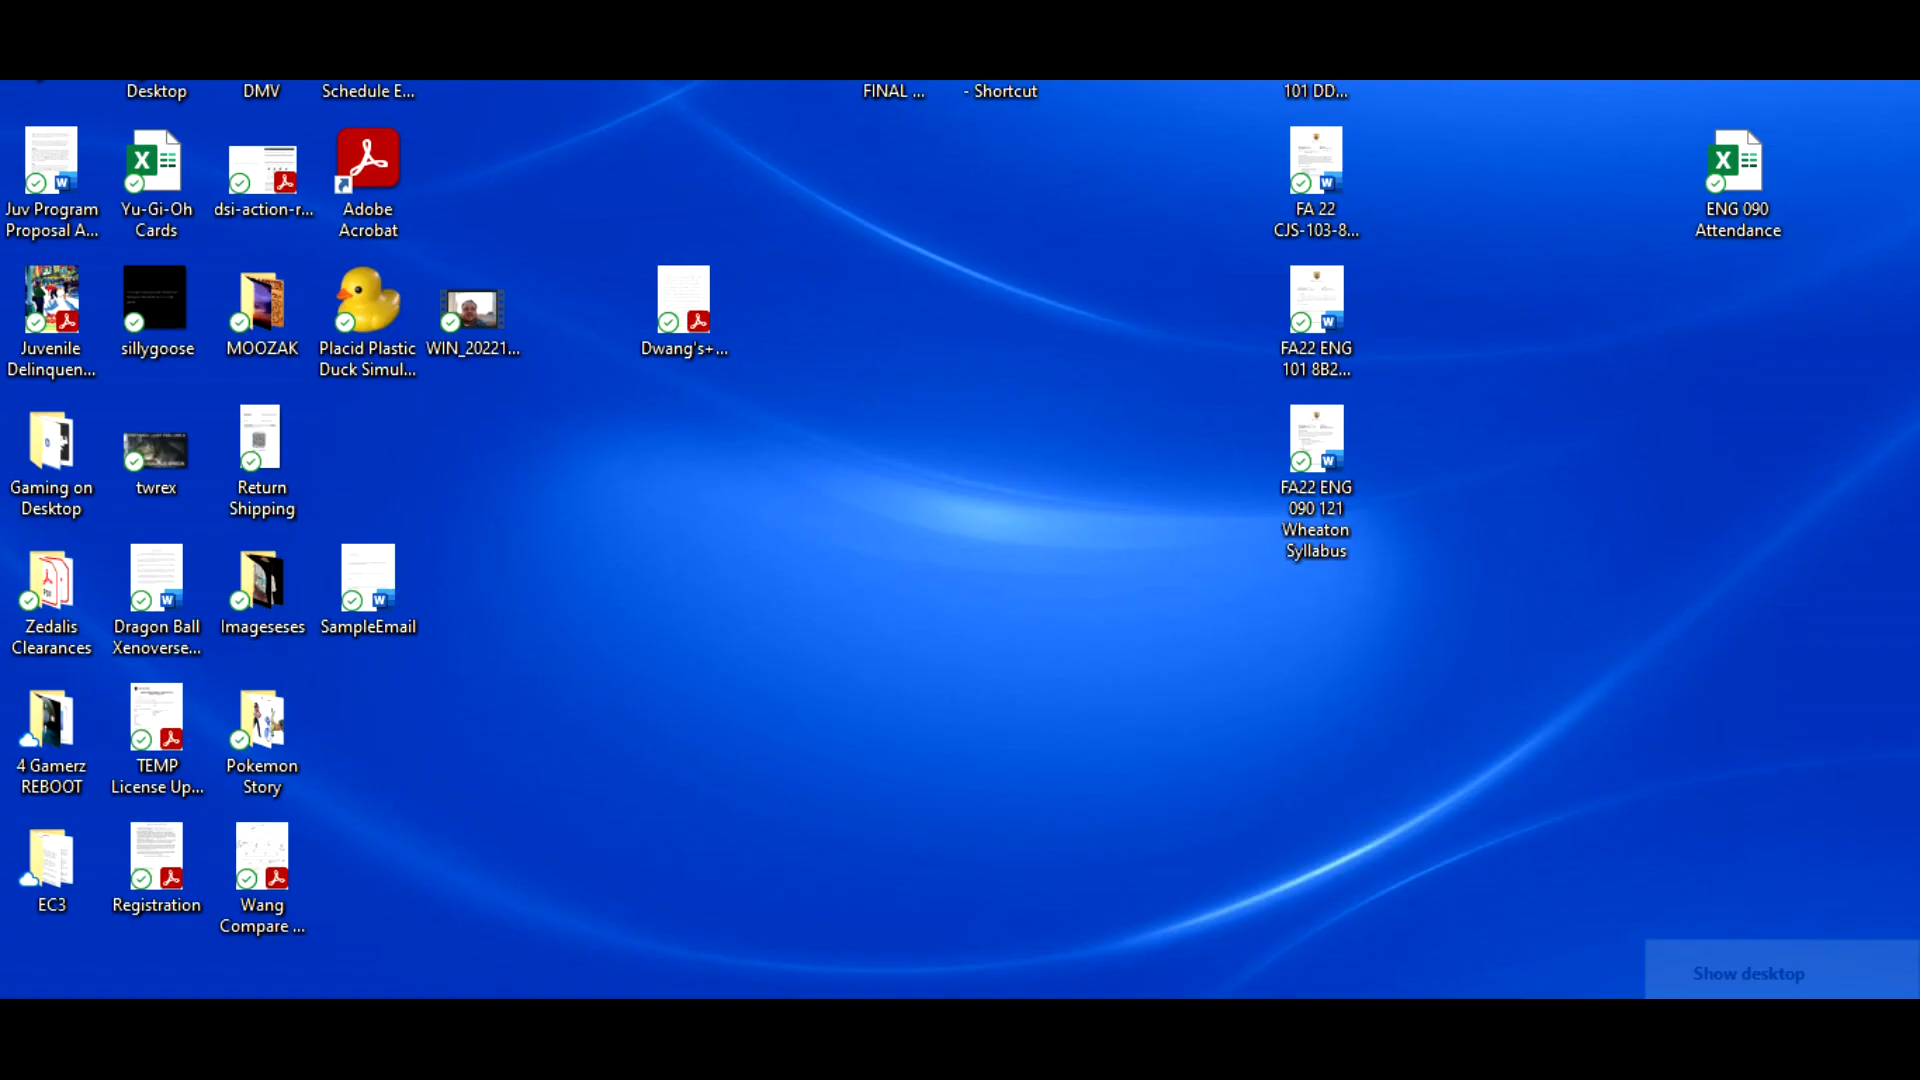 Desktop
DMV
Schedule E...
FINAL ...
- Shortcut
101 DD...
Juv Program
Proposal A...
Yu-Gi-Oh
Cards
dsi-action-r...
Adobe
Acrobat
FA 22
CJS-103-8...
ENG 090
Attendance
Juvenile
Delinquen...
sillygoose
MOOZAK
Placid Plastic
Duck Simul...
WIN_20221...
Dwang's+...
FA22 ENG
101 8B2...
Gaming on
Desktop
twrex
Return
Shipping
FA22 ENG
090 121
Wheaton
Syllabus
Zedalis
Clearances
Dragon Ball
Xenoverse...
Imageseses
SampleEmail
4 Gamerz
REBOOT
TEMP
License Up...
Pokemon
Story
EC3
Registration
Wang
Compare ...
Show desktop